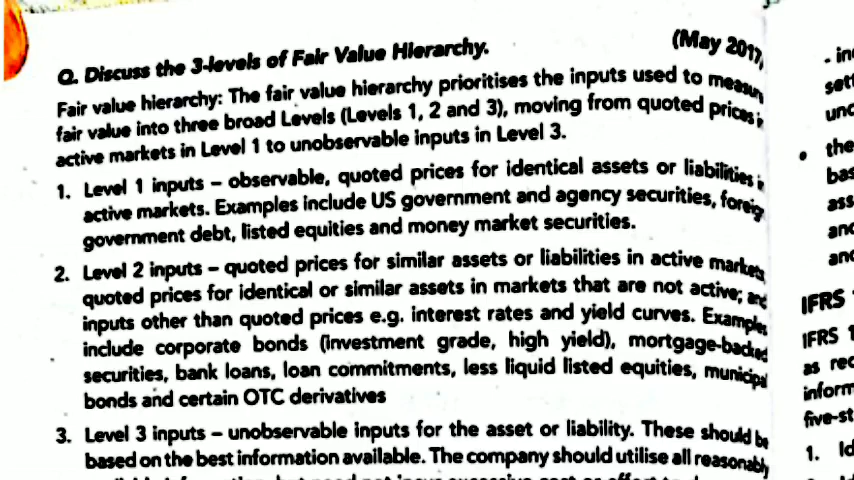 Q. Discuss the 3-levels of Fair Value Hierarchy. (May 2017,
Fair value hierarchy: The fair value hierarchy prioritises the inputs used to measure
fair value into three broad Levels (Levels 1, 2 and 3), moving from quoted prices i
active markets in Level 1 to unobservable inputs in Level 3.
1. Level 1 inputs – observable, quoted prices for identical assets or liabilities i
active markets. Examples include US government and agency securities, foreig
government debt, listed equities and money market securities.
2. Level 2 inputs – quoted prices for similar assets or liabilities in active markets,
quoted prices for identical or similar assets in markets that are not active; and
inputs other than quoted prices e.g. interest rates and yield curves. Examples
include corporate bonds (investment grade, high yield), mortgage-backed
securities, bank loans, loan commitments, less liquid listed equities, municipal
bonds and certain OTC derivatives
3. Level 3 inputs – unobservable inputs for the asset or liability. These should be
based on the best information available. The company should utilise all reasonably
- in
sett
unc
• the
bas
ass
and
and
IFRS
IFRS 1
as rec
inform
five-st
1. Id